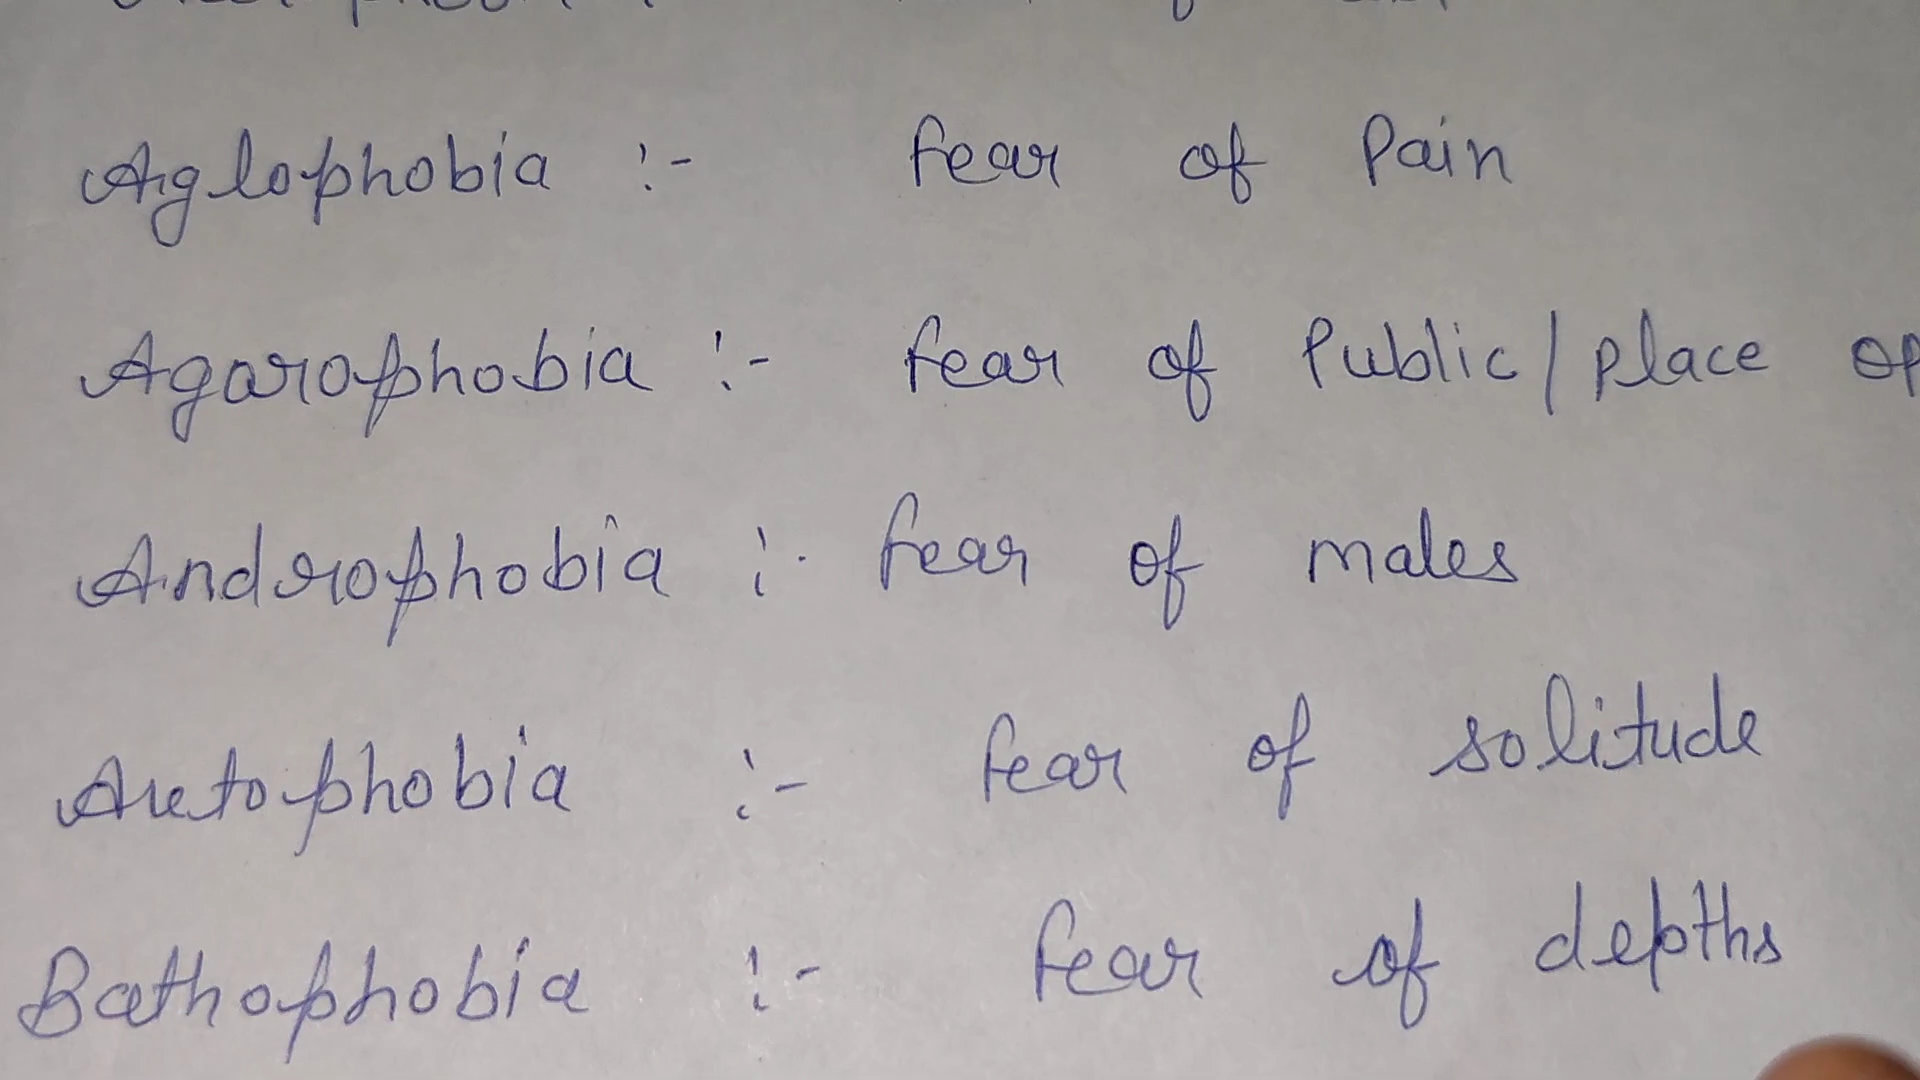 Aglophobia :- fear of Pain
Agarophobia :- fear of Public/place
Androphobia :- fear of males
Autophobia :- fear of solitude
Bathophobia :- fear of depths